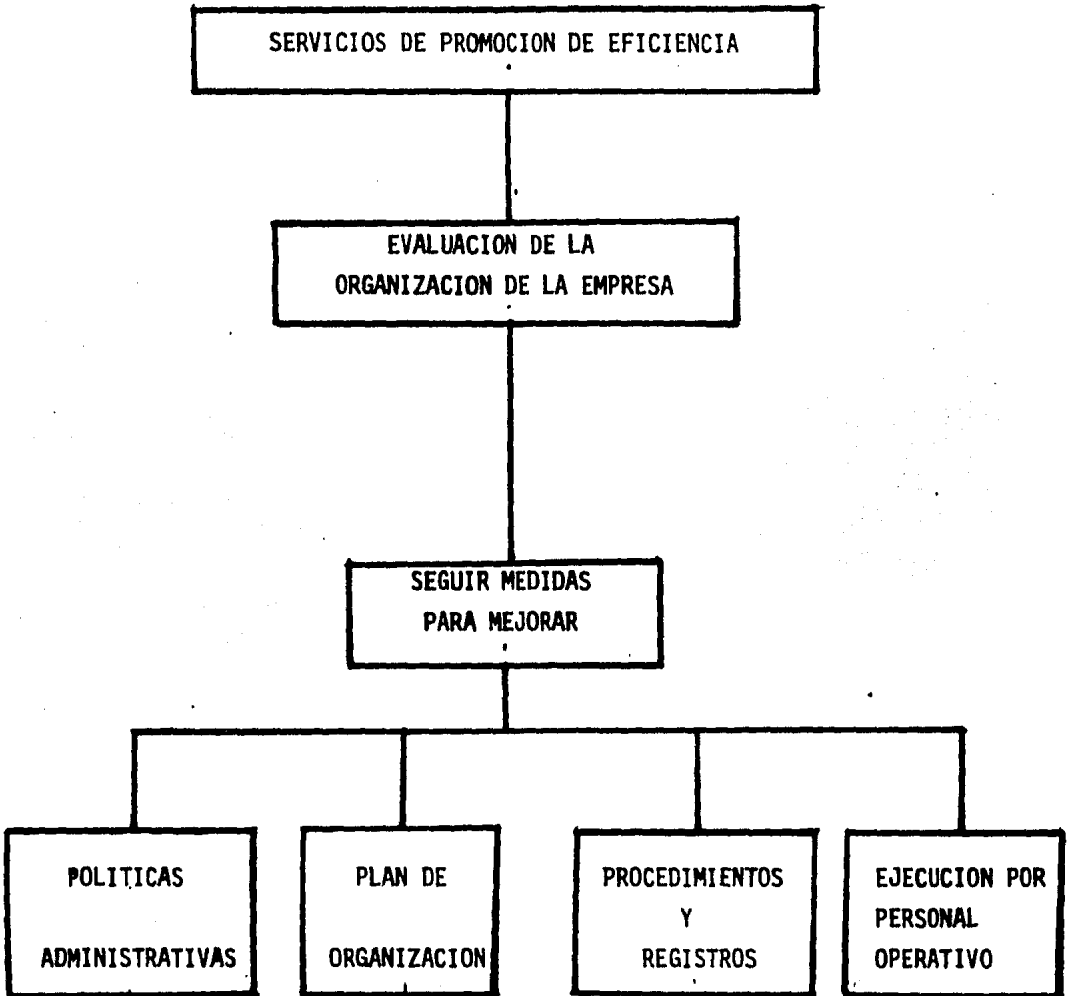 SERVICIOS DE PROMOCION DE EFICIENCIA
EVALUACION DE LA
ORGANIZACION DE LA EMPRESA
SEGUIR MEDIDAS
PARA MEJORAR
POLITICAS
ADMINISTRATIVAS
PLAN DE
ORGANIZACION
PROCEDIMIENTOS
Y
REGISTROS
EJECUCION POR
PERSONAL
OPERATIVO